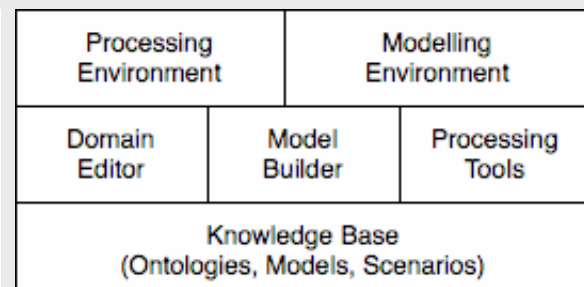 Processing
Environment
Modelling
Environment
Domain
Editor
Model
Builder
Processing
Tools
Knowledge Base
(Ontologies, Models, Scenarios)